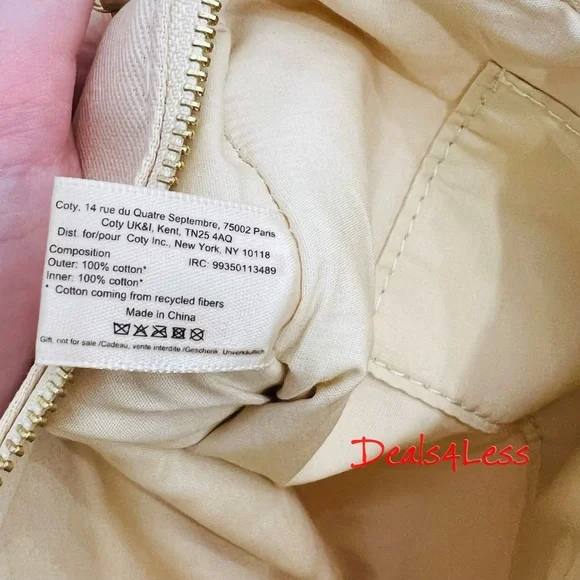 Coty, 14 rue du Quatre Septembre, 75002 Paris
Coty UK&I, Kent, TN25 4AQ
Dist. for/pour Coty Inc., New York, NY 10118
Composition IRC: 99350113489
Outer: 100% cotton*
Inner: 100% cotton*
* Cotton coming from recycled fibers
Made in China
Gift, not for sale /Cadeau, vente interdite /Geschenk, Unverkäuflich
Deals4Less